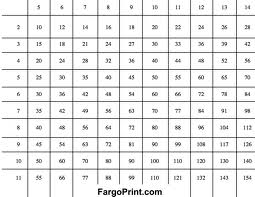 5 6 7 8 9 10 11 12 13 14
2 10 12 14 16 18 20 22 24 26 28
3 15 18 21 24 27 30 33 36 39 42
4 20 24 28 32 36 40 44 48 52 56
5 25 30 35 40 45 50 55 60 65 70
6 30 36 42 48 54 60 66 72 78 84
7 35 42 49 56 63 70 77 84 91 98
8 40 48 56 64 72 80 88 96 104 112
9 45 54 63 72 81 90 99 108 117 126
10 50 60 70 80 90 100 110 120 130 140
11 55 66 77 88 99 110 121 132 143 154
FargoPrint.com